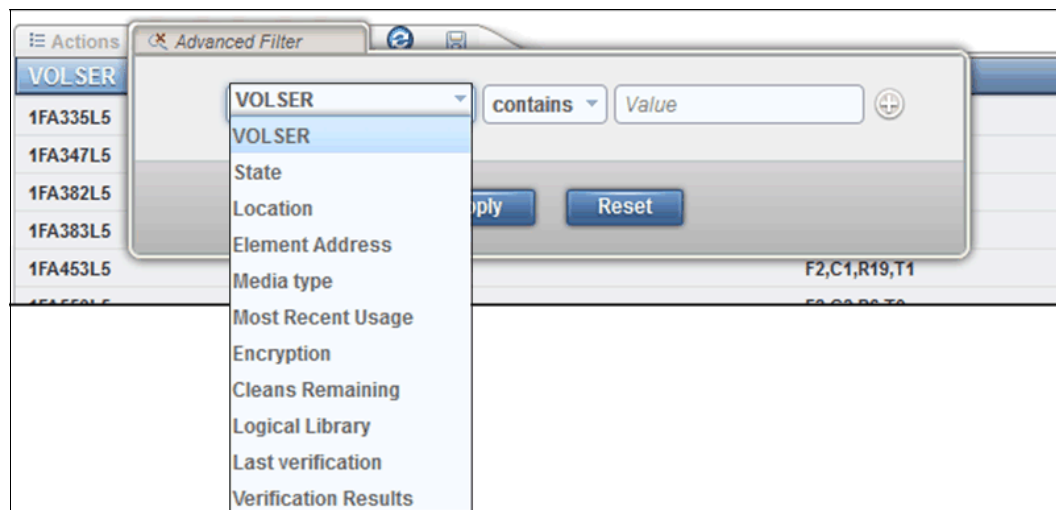 Actions
Advanced Filter
VOLSER
VOLSER
contains
Value
1FA335L5
VOLSER
1FA347L5
State
1FA382L5
Location
ply
Reset
1FA383L5
Element Address
1FA453L5
F2,C1,R19,T1
Media type
Most Recent Usage
Encryption
Cleans Remaining
Logical Library
Last verification
Verification Results